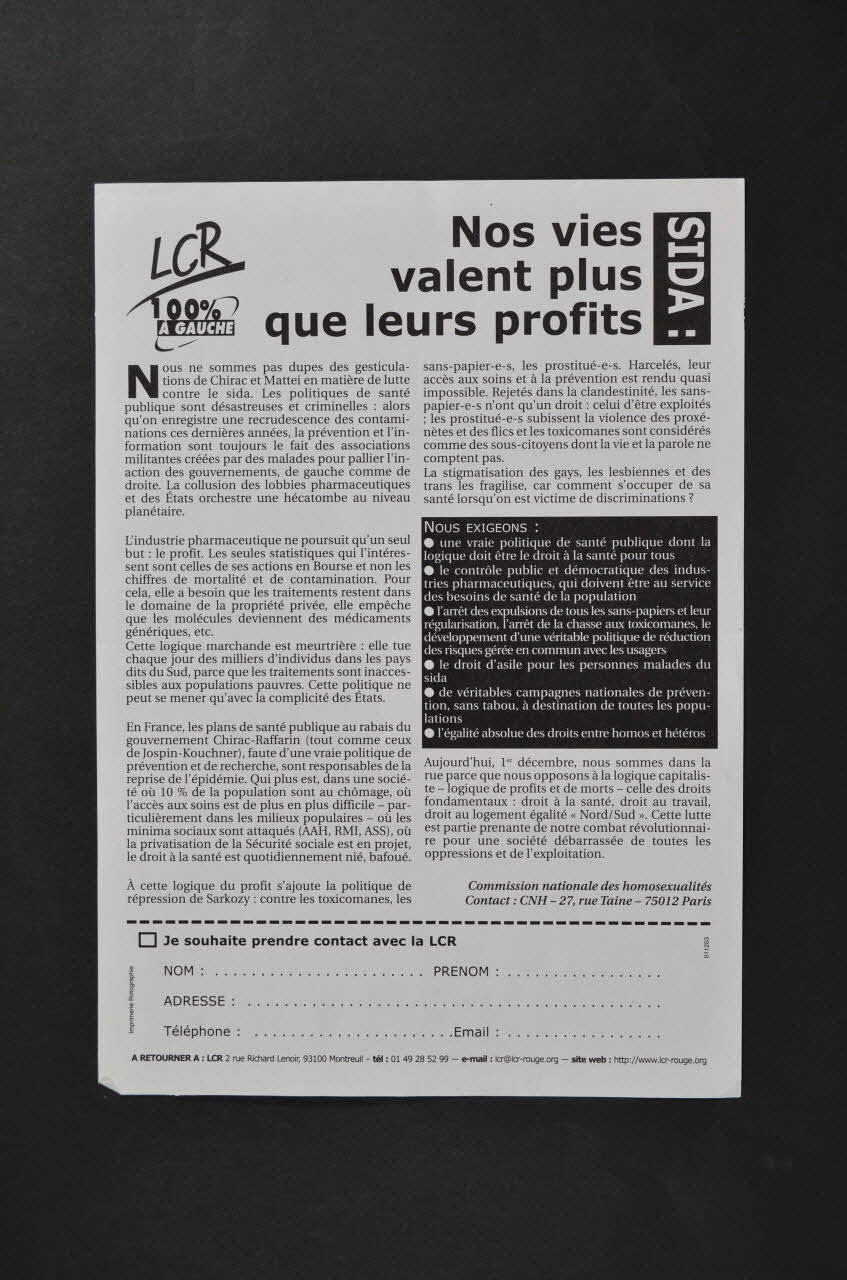 LCR
100%
À GAUCHE
SIDA :
Nos vies
valent plus
que leurs profits
Nous ne sommes pas dupes des gesticula-
tions de Chirac et Mattei en matière de lutte
contre le sida. Les politiques de santé
publique sont désastreuses et criminelles : alors
qu'on enregistre une recrudescence des contami-
nations ces dernières années, la prévention et l'in-
formation sont toujours le fait des associations
militantes créées par des malades pour pallier l'in-
action des gouvernements, de gauche comme de
droite. La collusion des lobbies pharmaceutiques
et des États orchestre une hécatombe au niveau
planétaire.
L'industrie pharmaceutique ne poursuit qu'un seul
but : le profit. Les seules statistiques qui l'intéres-
sent sont celles de ses actions en Bourse et non les
chiffres de mortalité et de contamination. Pour
cela, elle a besoin que les traitements restent dans
le domaine de la propriété privée, elle empêche
que les molécules deviennent des médicaments
génériques, etc.
Cette logique marchande est meurtrière : elle tue
chaque jour des milliers d'individus dans les pays
dits du Sud, parce que les traitements sont inacces-
sibles aux populations pauvres. Cette politique ne
peut se mener qu'avec la complicité des États.
En France, les plans de santé publique au rabais du
gouvernement Chirac-Raffarin (tout comme ceux
de Jospin-Kouchner), faute d'une vraie politique de
prévention et de recherche, sont responsables de la
reprise de l'épidémie. Qui plus est, dans une socié-
té où 10 % de la population sont au chômage, où
l'accès aux soins est de plus en plus difficile – par-
ticulièrement dans les milieux populaires – où les
minima sociaux sont attaqués (AAH, RMI, ASS), où
la privatisation de la Sécurité sociale est en projet,
le droit à la santé est quotidiennement nié, bafoué.
À cette logique du profit s'ajoute la politique de
répression de Sarkozy : contre les toxicomanes, les
sans-papier-e-s, les prostitué-e-s. Harcelés, leur
accès aux soins et à la prévention est rendu quasi
impossible. Rejetés dans la clandestinité, les sans-
papier-e-s n'ont qu'un droit : celui d'être exploités
; les prostitué-e-s subissent la violence des proxé-
nètes et des flics et les toxicomanes sont considérés
comme des sous-citoyens dont la vie et la parole ne
comptent pas.
La stigmatisation des gays, les lesbiennes et des
trans les fragilise, car comment s'occuper de sa
santé lorsqu'on est victime de discriminations ?
NOUS EXIGEONS :
● une vraie politique de santé publique dont la
logique doit être le droit à la santé pour tous
● le contrôle public et démocratique des indus-
tries pharmaceutiques, qui doivent être au service
des besoins de santé de la population
● l'arrêt des expulsions de tous les sans-papiers et leur
régularisation, l'arrêt de la chasse aux toxicomanes, le
développement d'une véritable politique de réduction
des risques gérée en commun avec les usagers
● le droit d'asile pour les personnes malades du
sida
● de véritables campagnes nationales de préven-
tion, sans tabou, à destination de toutes les popu-
lations
● l'égalité absolue des droits entre homos et hétéros
Aujourd'hui, 1er décembre, nous sommes dans la
rue parce que nous opposons à la logique capitalis-
te – logique de profits et de morts – celle des droits
fondamentaux : droit à la santé, droit au travail,
droit au logement égalité « Nord/Sud ». Cette lutte
est partie prenante de notre combat révolutionnai-
re pour une société débarrassée de toutes les
oppressions et de l'exploitation.
Commission nationale des homosexualités
Contact : CNH – 27, rue Taine – 75012 Paris
Je souhaite prendre contact avec la LCR
NOM : . . . . . . . . . . . . . . . . . . . . . . PRENOM : . . . . . . . . . . . . . . . .
ADRESSE : . . . . . . . . . . . . . . . . . . . . . . . . . . . . . . . . . . . . . . . . . .
Téléphone : . . . . . . . . . . . . . . . . . . . . .Email : . . . . . . . . . . . . . . . .
A RETOURNER A : LCR 2 rue Richard Lenoir, 93100 Montreuil – tél : 01 49 28 52 99 — e-mail : lcr@lcr-rouge.org — site web : http://www.lcr-rouge.org
Imprimerie Rotographie
011203